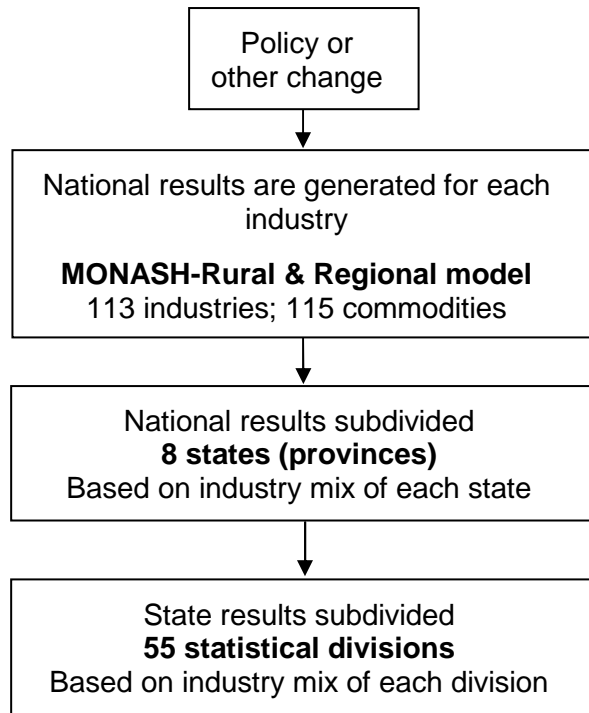 Policy or
other change
National results are generated for each
industry
MONASH-Rural & Regional model
113 industries; 115 commodities
National results subdivided
8 states (provinces)
Based on industry mix of each state
State results subdivided
55 statistical divisions
Based on industry mix of each division